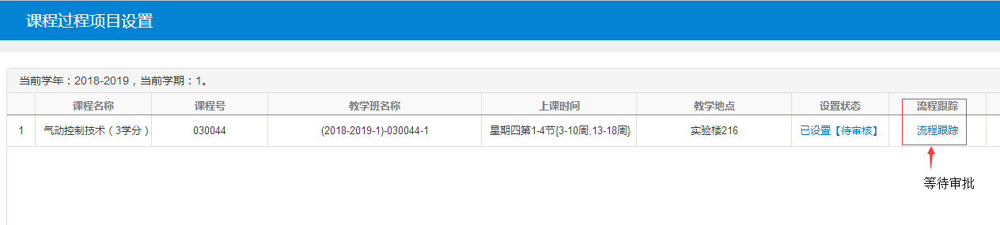 课程过程项目设置
当前学年：2018-2019，当前学期：1。
课程名称 课程号 教学班名称 上课时间 教学地点 设置状态 流程跟踪
1 气动控制技术（3学分） 030044 (2018-2019-1)-030044-1 星期四第1-4节{3-10周,13-18周} 实验楼216 已设置【待审核】 流程跟踪
等待审批